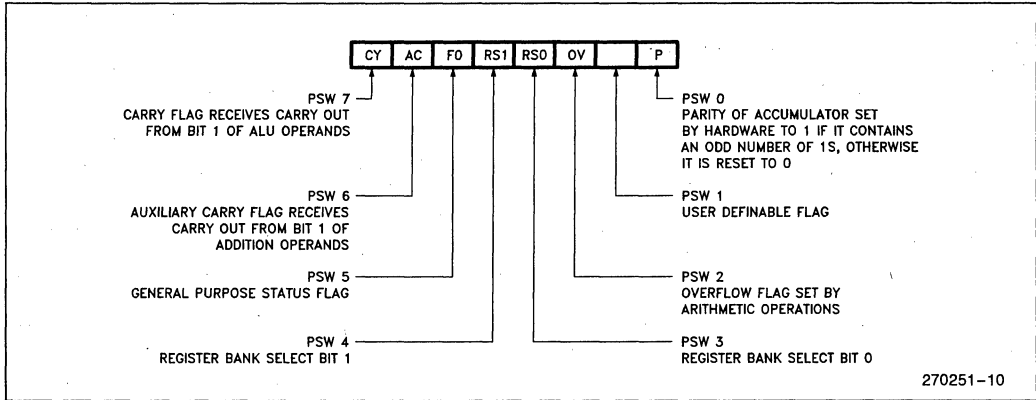 CY AC F0 RS1 RS0 OV P
PSW 7
CARRY FLAG RECEIVES CARRY OUT
FROM BIT 1 OF ALU OPERANDS
PSW 6
AUXILIARY CARRY FLAG RECEIVES
CARRY OUT FROM BIT 1 OF
ADDITION OPERANDS
PSW 5
GENERAL PURPOSE STATUS FLAG
PSW 4
REGISTER BANK SELECT BIT 1
PSW 0
PARITY OF ACCUMULATOR SET
BY HARDWARE TO 1 IF IT CONTAINS
AN ODD NUMBER OF 1S, OTHERWISE
IT IS RESET TO 0
PSW 1
USER DEFINABLE FLAG
PSW 2
OVERFLOW FLAG SET BY
ARITHMETIC OPERATIONS
PSW 3
REGISTER BANK SELECT BIT 0
270251-10